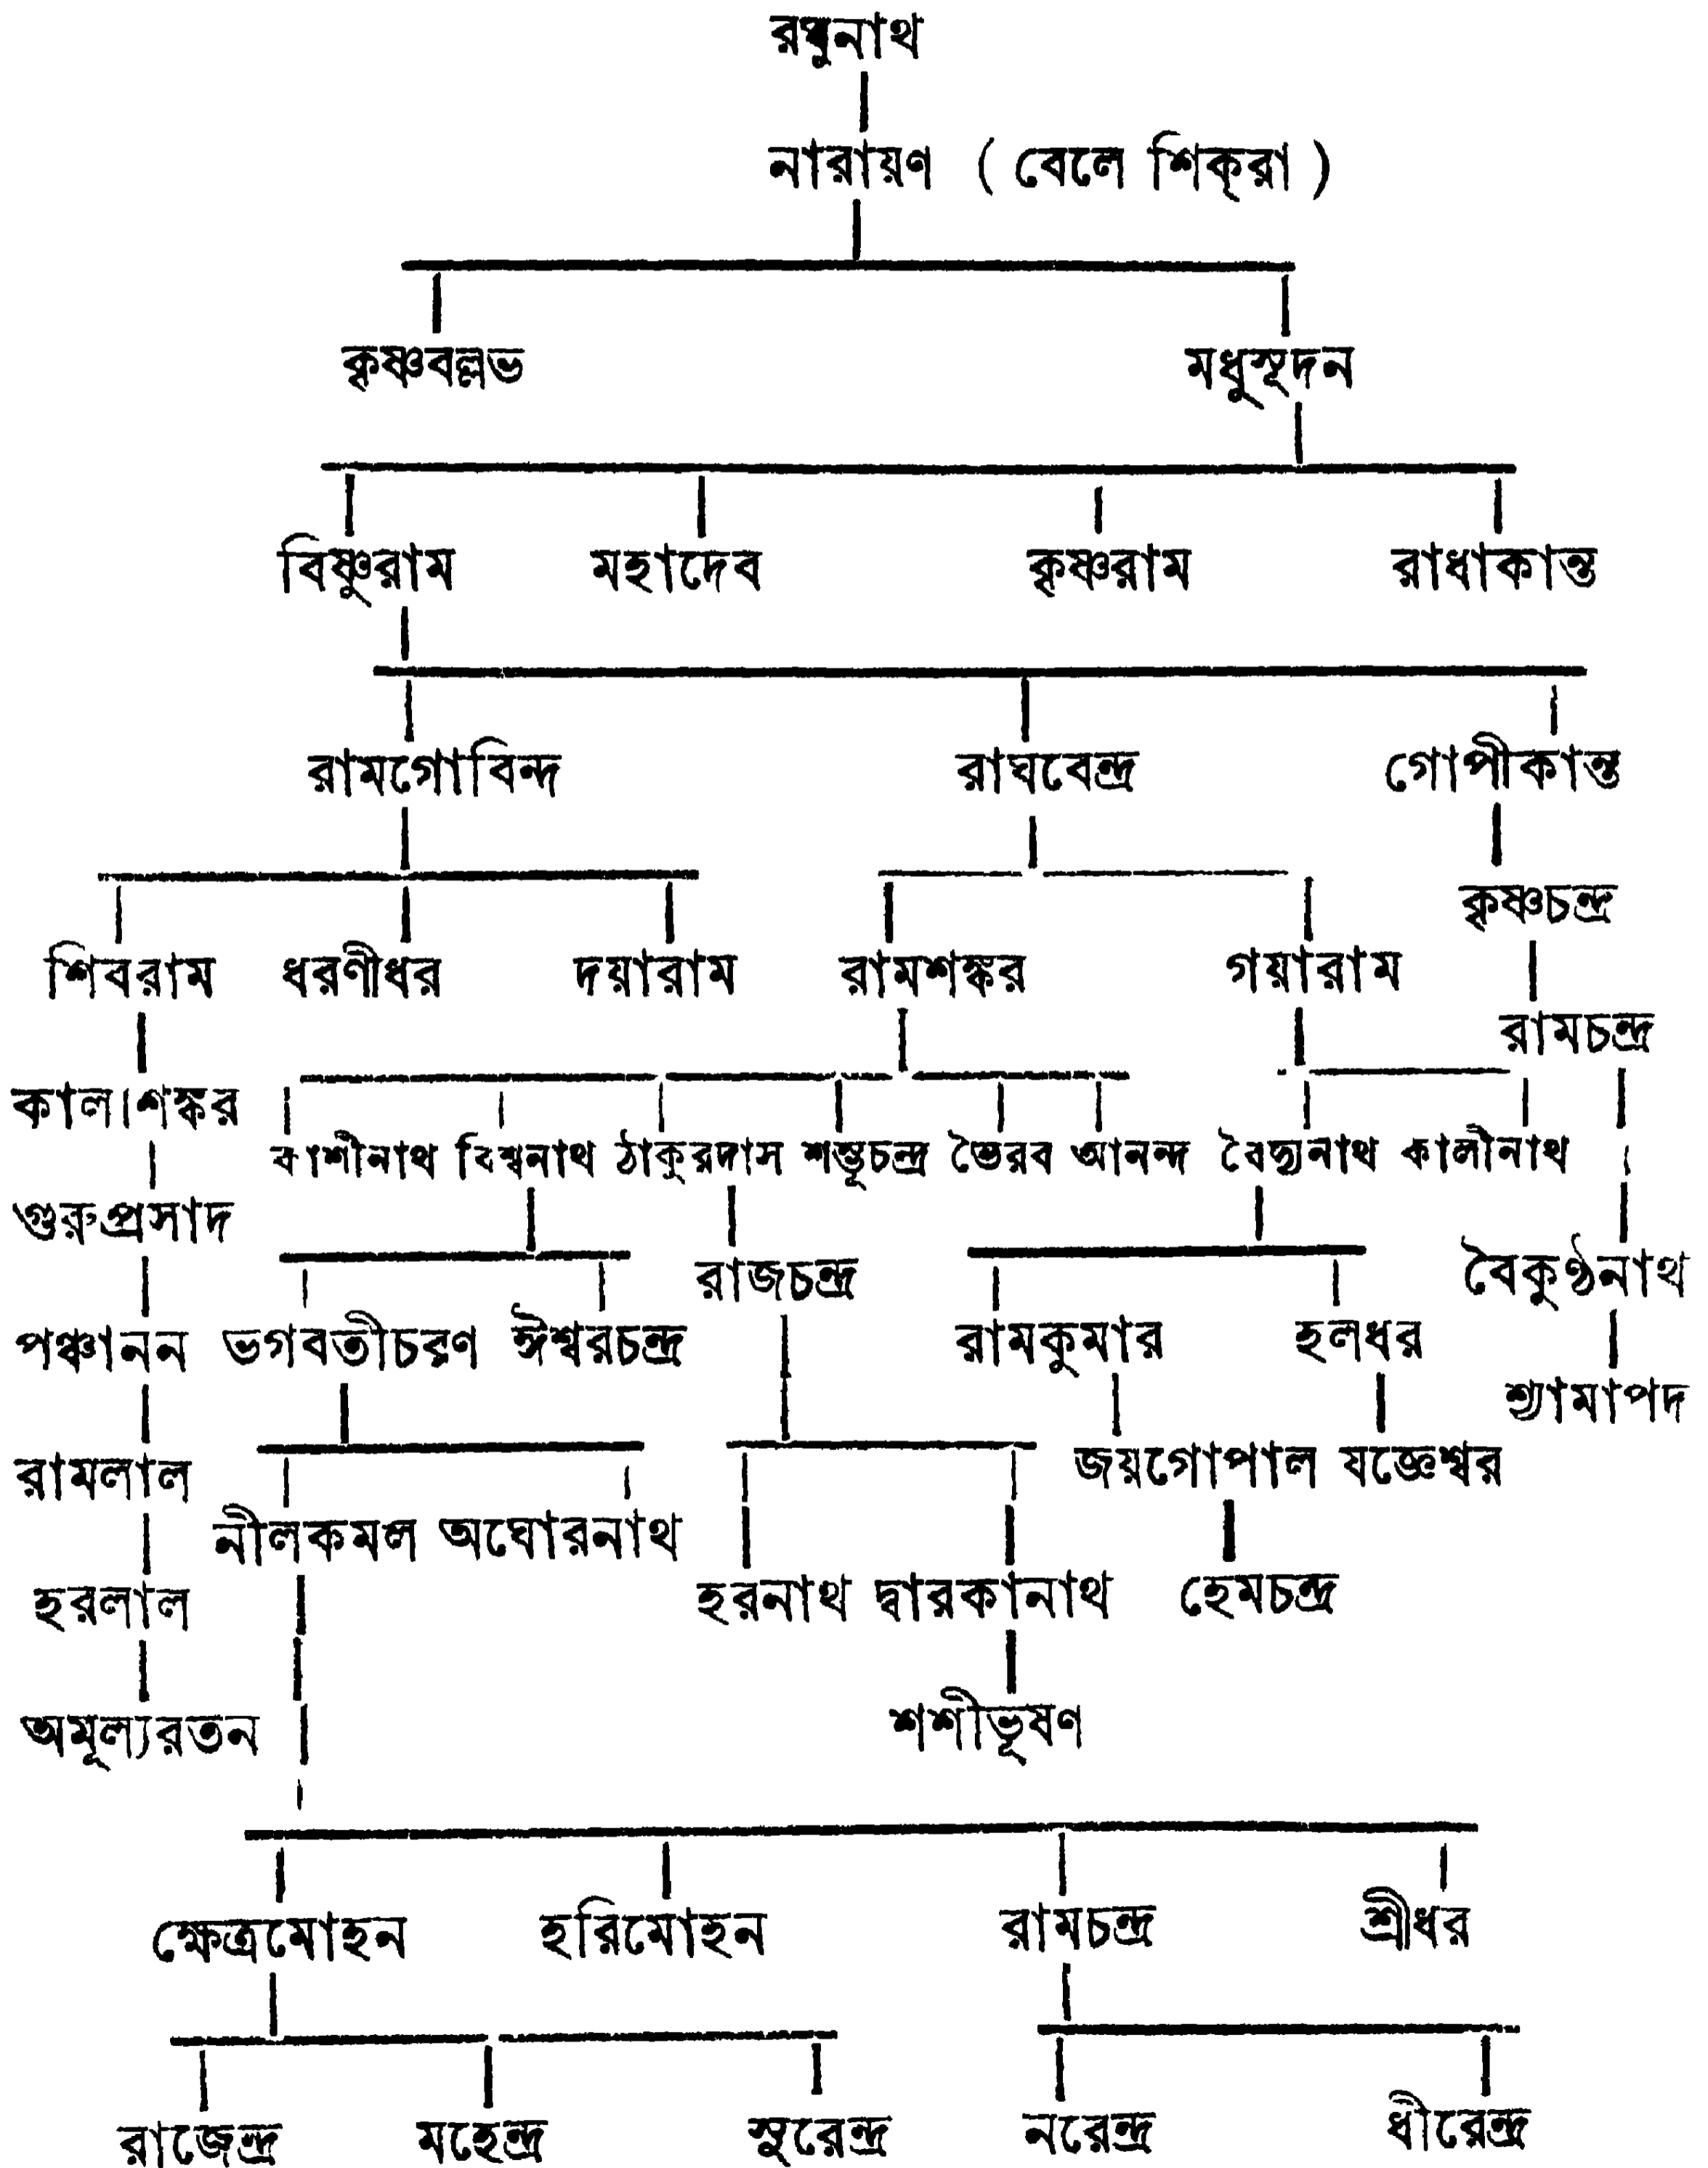 রঘুনাথ
নারায়ণ ( বেলে শিক্‌রা )
কৃষ্ণবল্লভ মধুসূদন
বিষ্ণুরাম মহাদেব কৃষ্ণরাম রাধাকান্ত
রামগোবিন্দ রাঘবেন্দ্র গোপীকান্ত
কৃষ্ণচন্দ্র
শিবরাম ধরণীধর দয়ারাম রামশঙ্কর গয়ারাম
রামচন্দ্র
কালীশঙ্কর
কাশীনাথ বিশ্বনাথ ঠাকুরদাস শম্ভূচন্দ্র ভৈরব আনন্দ বৈদ্যনাথ কালীনাথ
গুরুপ্রসাদ
রাজচন্দ্র বৈকুণ্ঠনাথ
পঞ্চানন ভগবতীচরণ ঈশ্বরচন্দ্র রামকুমার হলধর
শ্যামাপদ
রামলাল জয়গোপাল যজ্ঞেশ্বর
নীলকমল অঘোরনাথ
হরলাল হরনাথ দ্বারকানাথ হেমচন্দ্র
অমূল্যরতন শশীভূষণ
ক্ষেত্রমোহন হরিমোহন রামচন্দ্র শ্রীধর
রাজেন্দ্র মহেন্দ্র সুরেন্দ্র নরেন্দ্র ধীরেন্দ্র